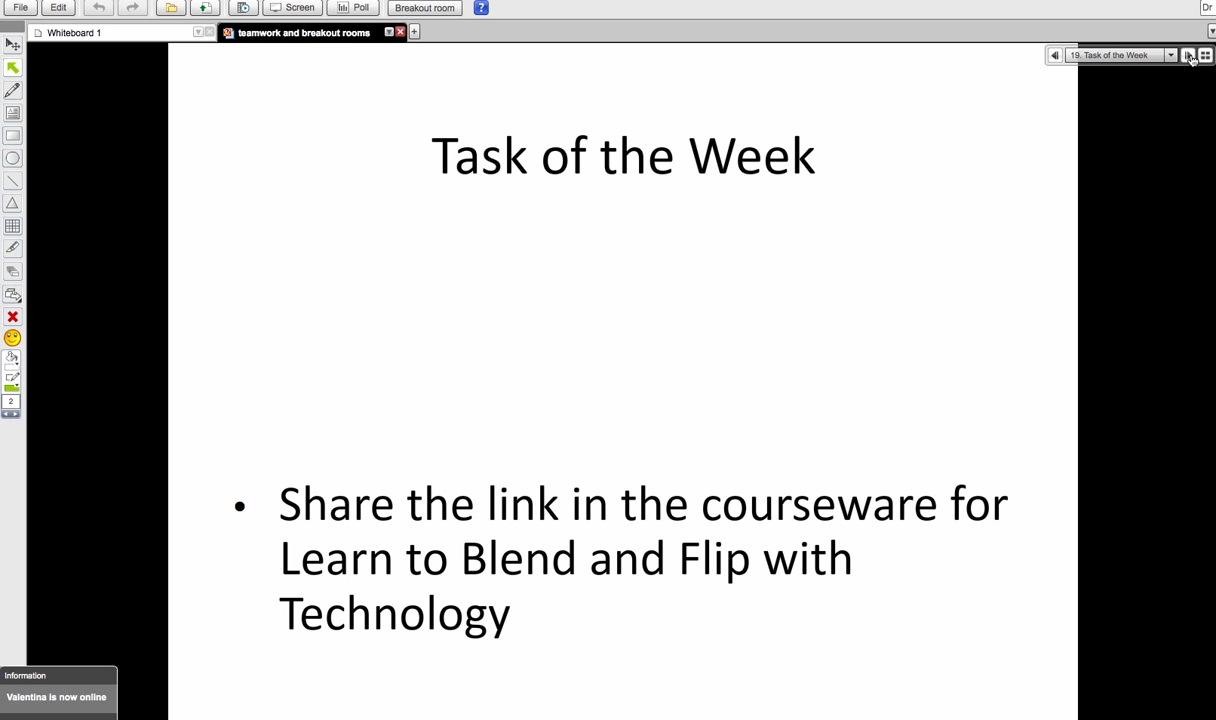 File Edit Screen Poll Breakout room ? Dr
Whiteboard 1 teamwork and breakout rooms
19. Task of the Week
Task of the Week
• Share the link in the courseware for
Learn to Blend and Flip with
Technology
2
Information
Valentina is now online